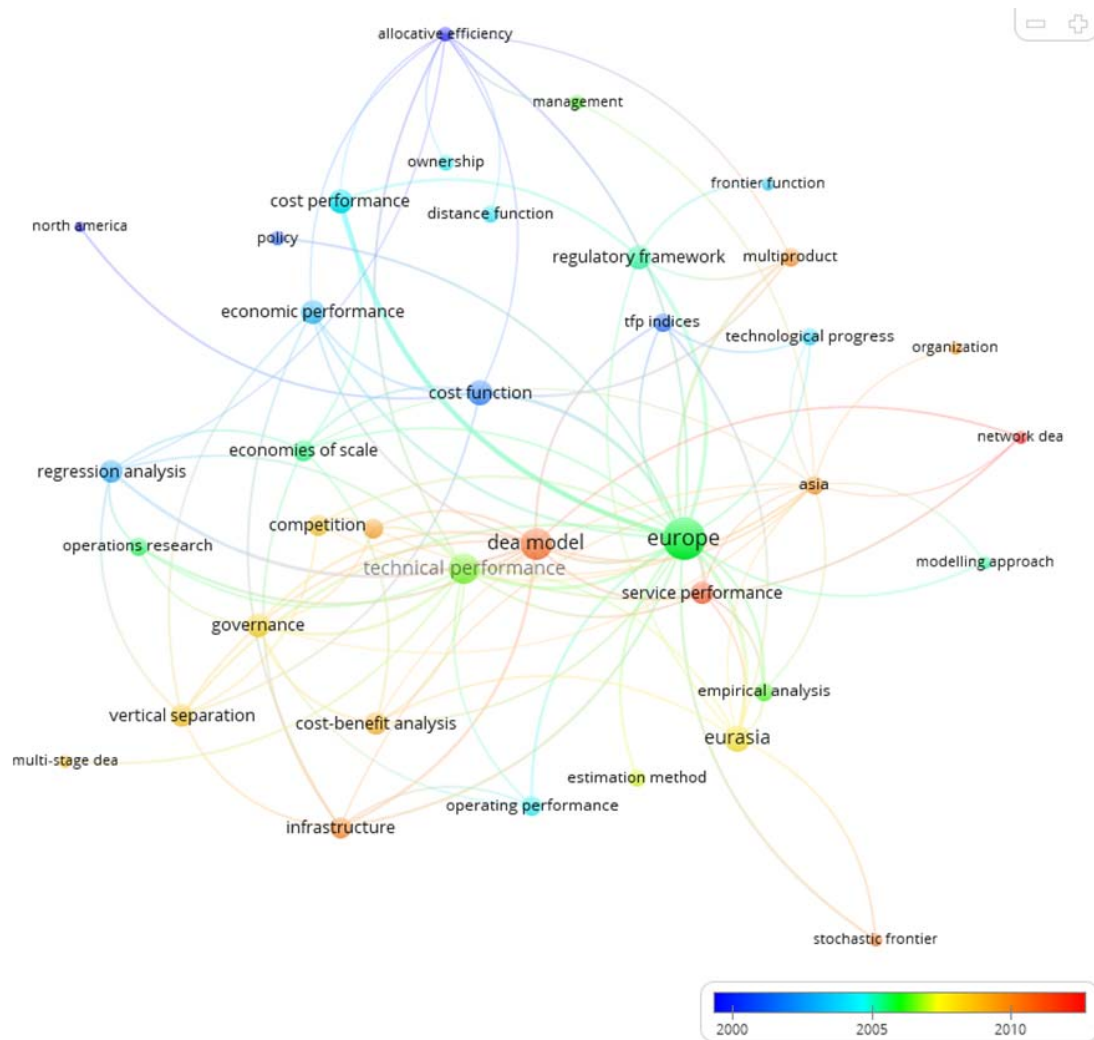 allocative efficiency
management
ownership
frontier function
cost performance
distance function
north america
policy
regulatory framework
multiproduct
economic performance
tfp indices
technological progress
organization
cost function
network dea
economies of scale
regression analysis
asia
competition
europe
dea model
operations research
modelling approach
technical performance
service performance
governance
empirical analysis
vertical separation
cost-benefit analysis
eurasia
multi-stage dea
estimation method
operating performance
infrastructure
stochastic frontier
2000
2005
2010